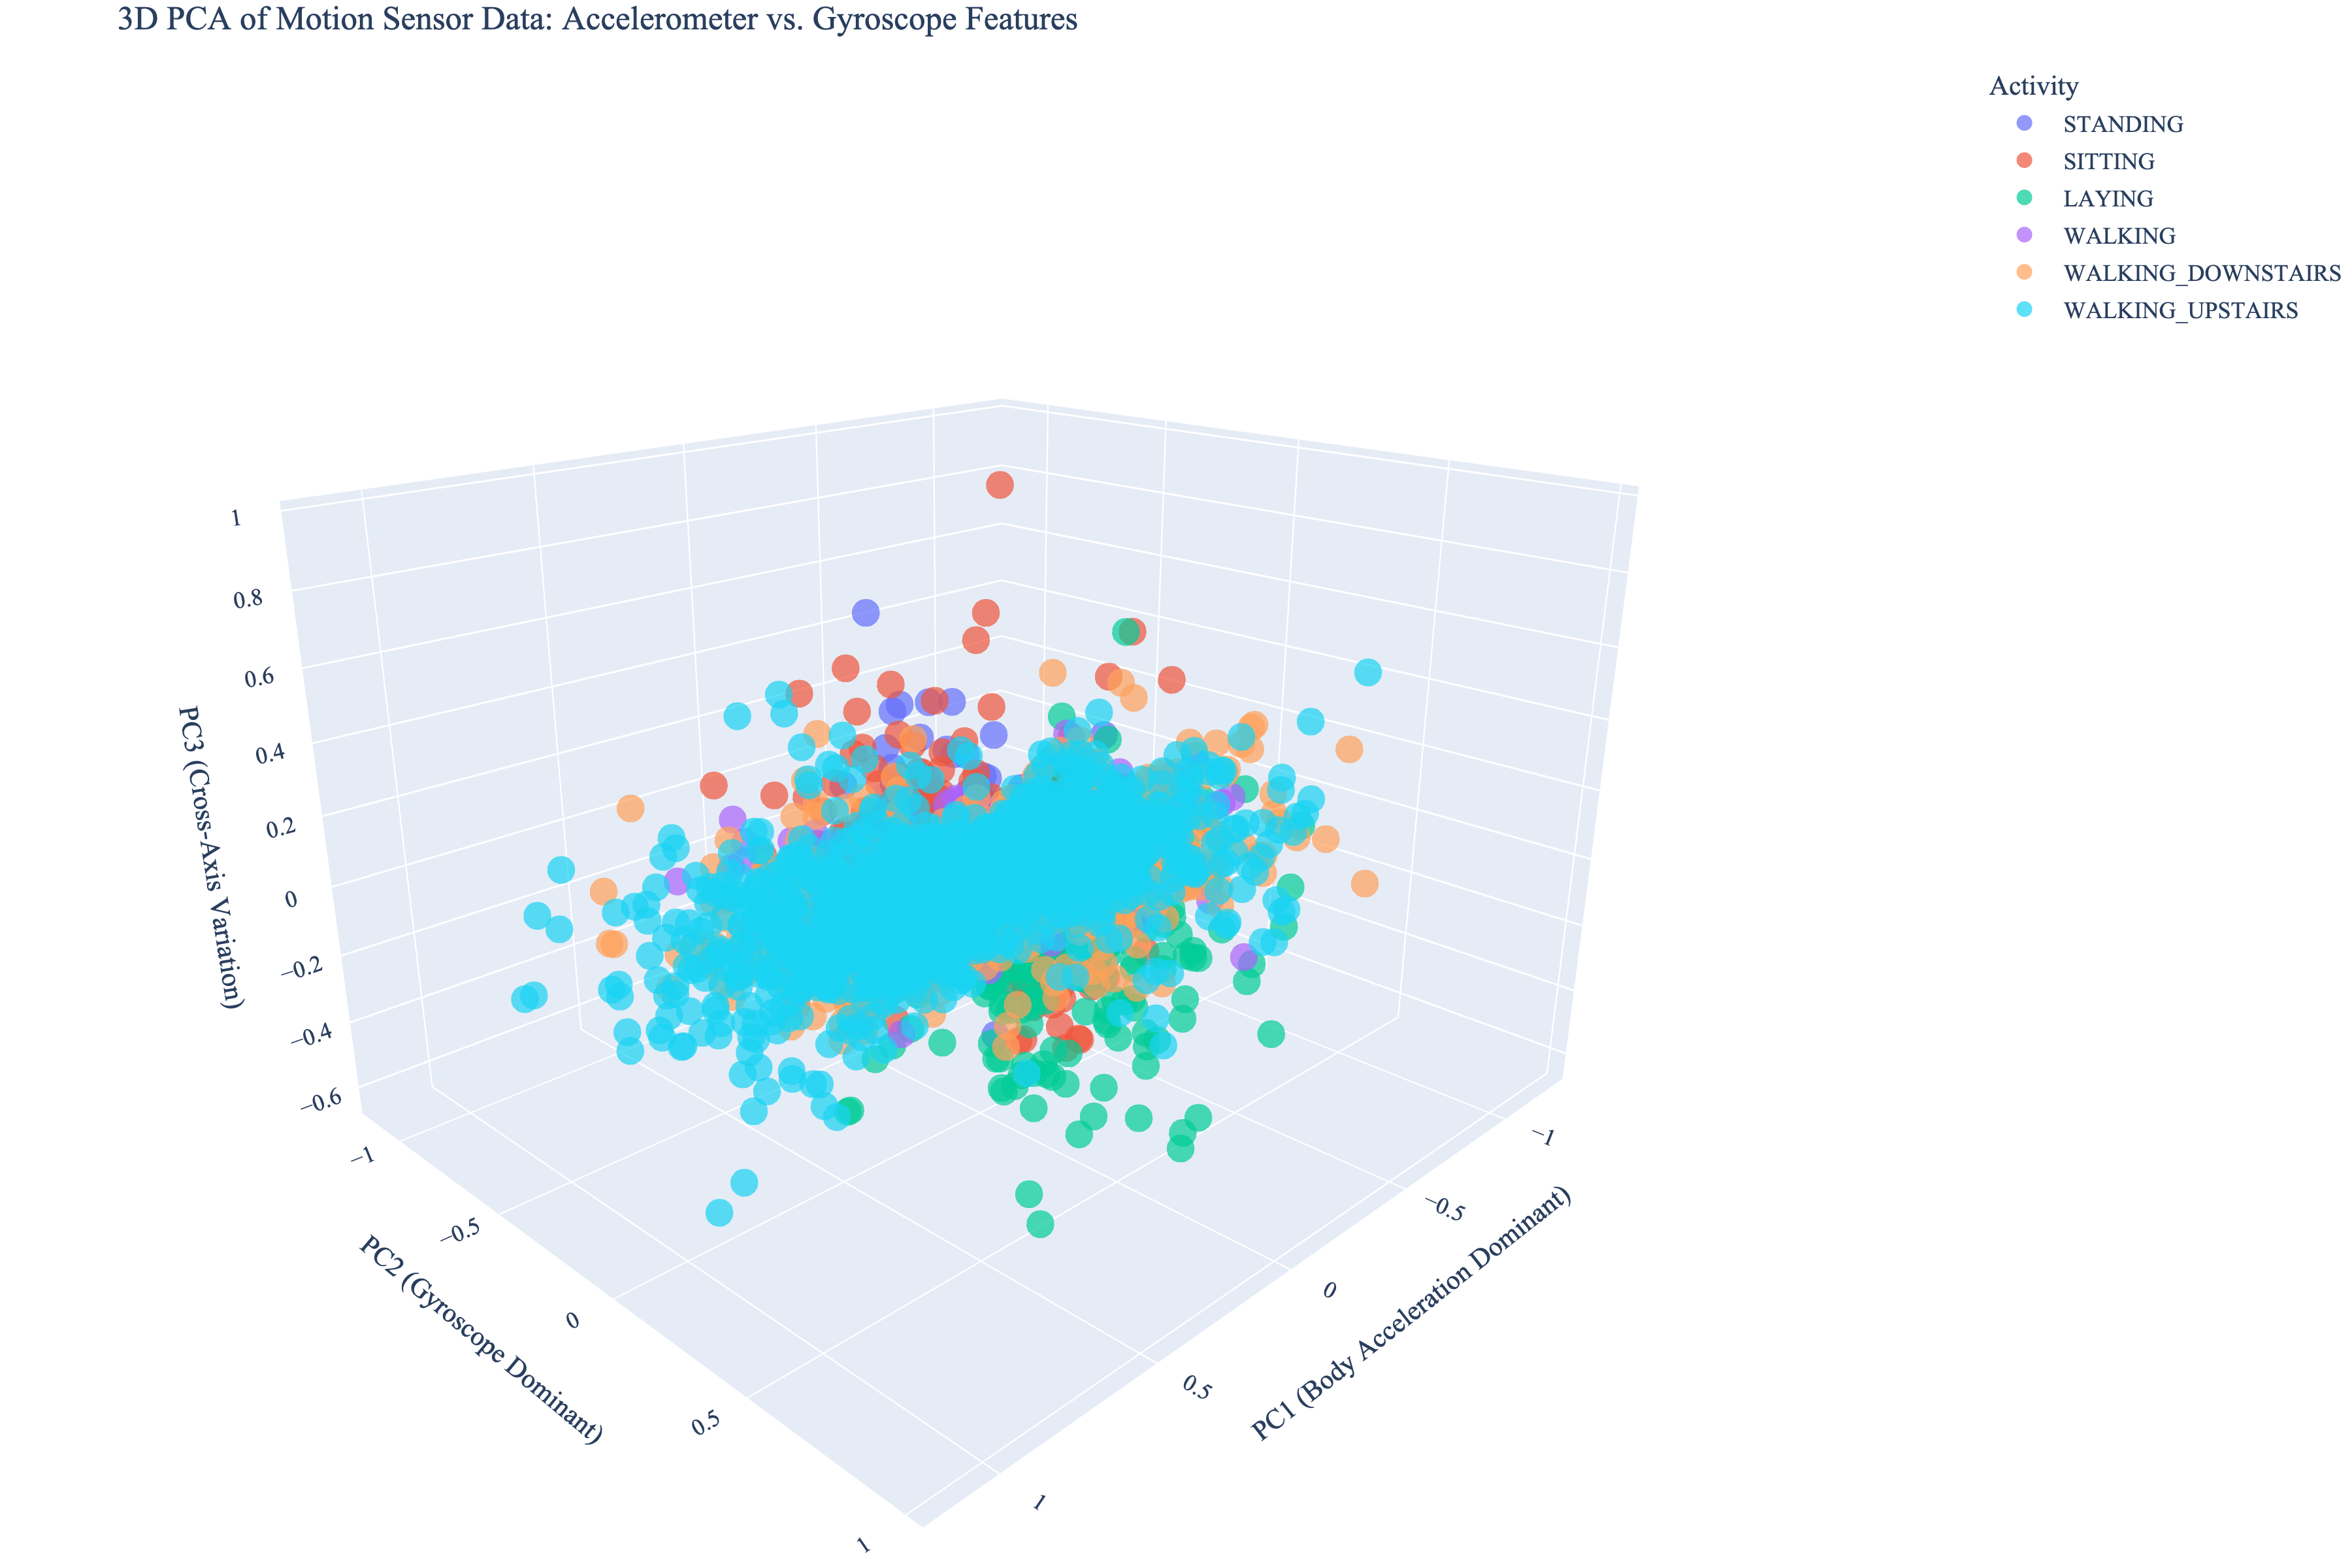 3D PCA of Motion Sensor Data: Accelerometer vs. Gyroscope Features
Activity
STANDING
SITTING
LAYING
WALKING
WALKING_DOWNSTAIRS
WALKING_UPSTAIRS
1
0.8
0.6
0.4
0.2
0
−0.2
−0.4
−0.6
PC3 (Cross-Axis Variation)
−1
−0.5
0
0.5
1
PC2 (Gyroscope Dominant)
−1
−0.5
0
0.5
1
PC1 (Body Acceleration Dominant)